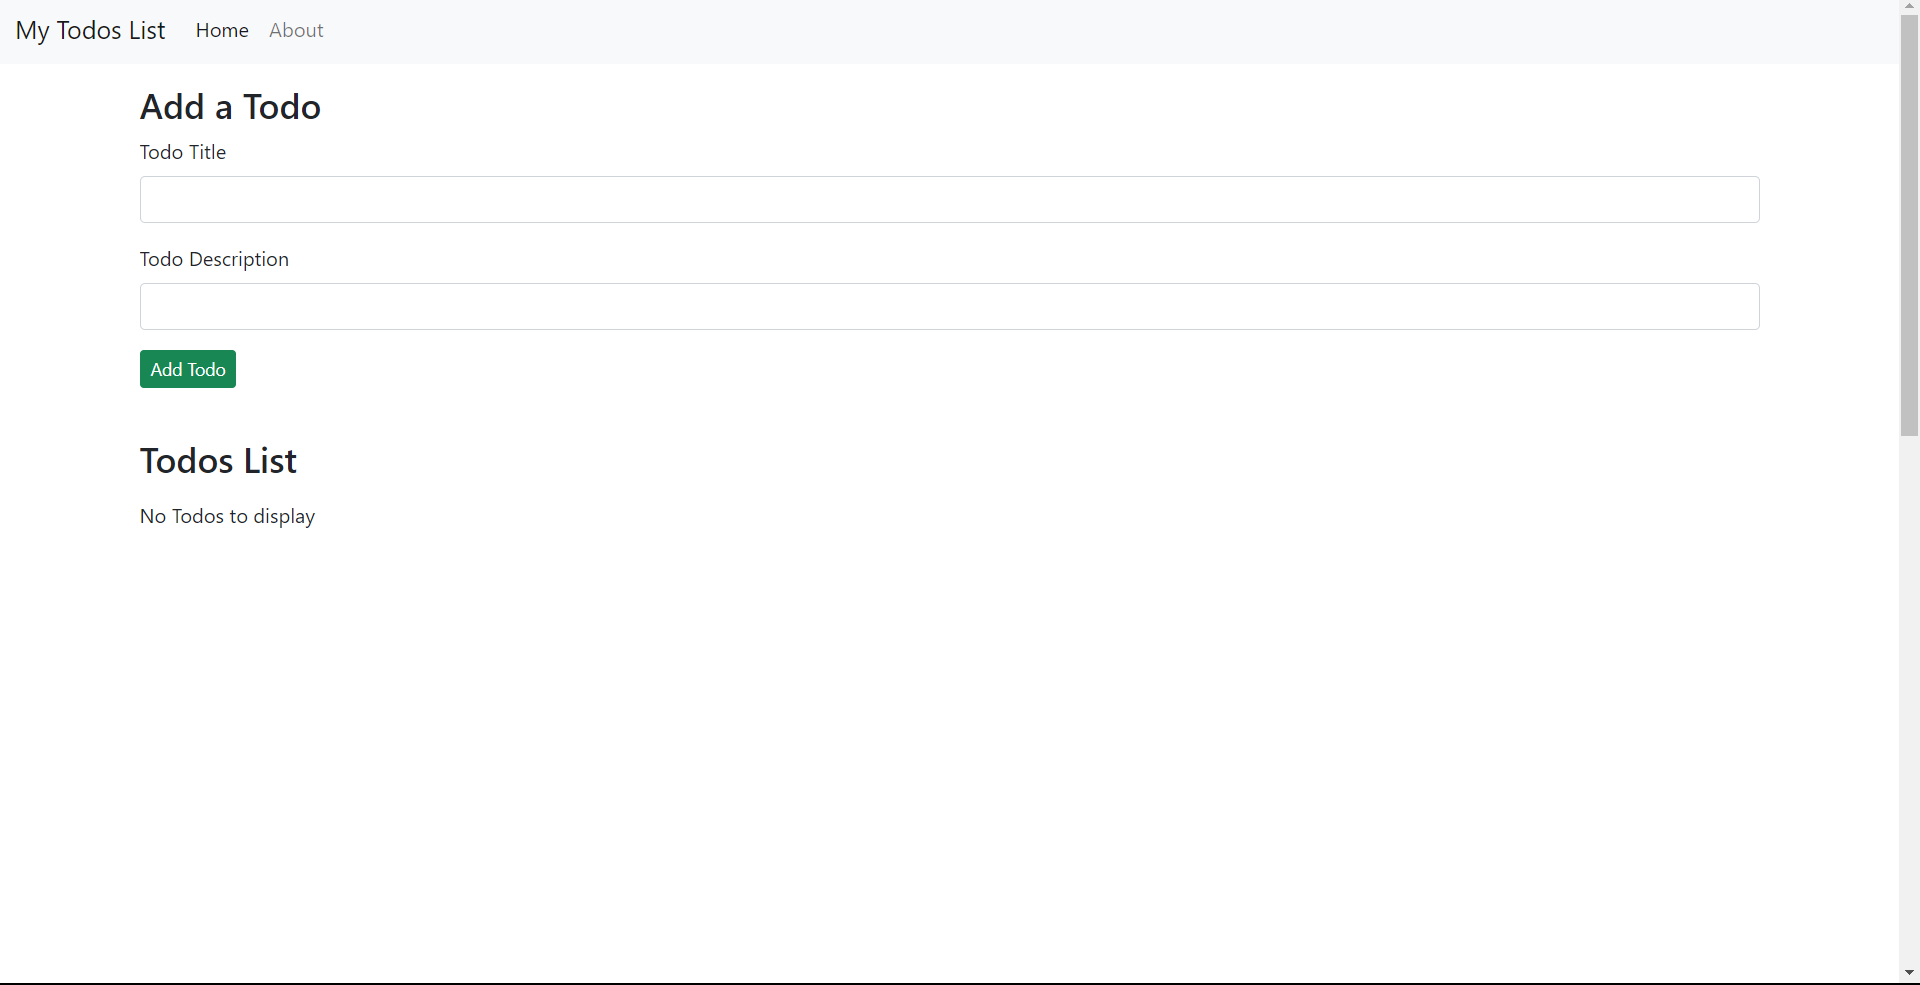 My Todos List Home About
Add a Todo
Todo Title
Todo Description
Add Todo
Todos List
No Todos to display